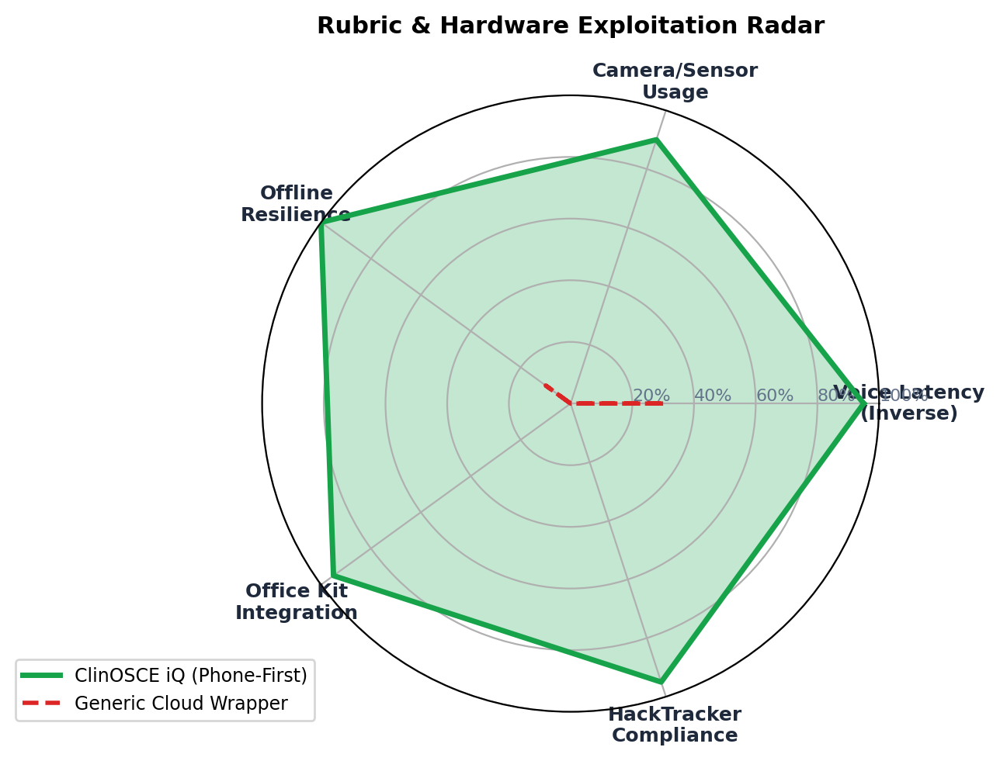 Rubric & Hardware Exploitation Radar
Camera/Sensor
Usage
Offline
Resilience
Voice Latency
(Inverse)
20%
40%
60%
80%
100%
Office Kit
Integration
HackTracker
Compliance
ClinOSCE iQ (Phone-First)
Generic Cloud Wrapper